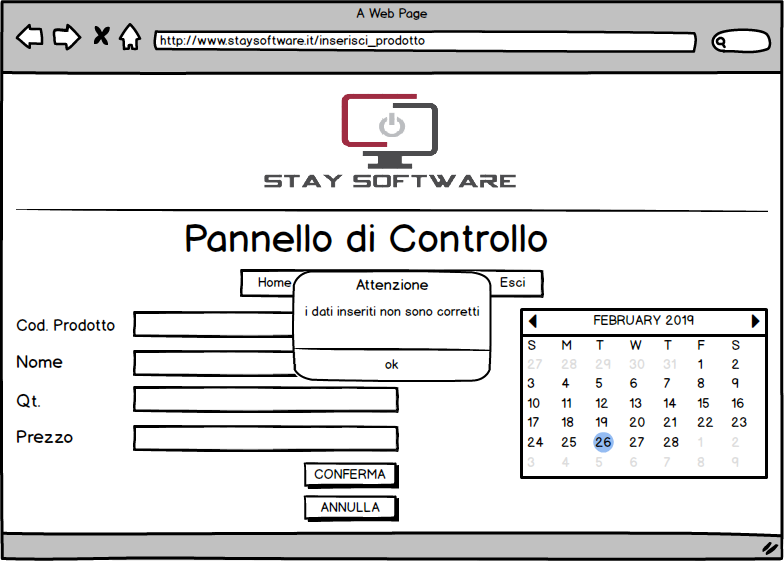 A Web Page
http://www.staysoftware.it/inserisci_prodotto
STAY SOFTWARE
Pannello di Controllo
Home
Esci
Attenzione
i dati inseriti non sono corretti
ok
Cod. Prodotto
Nome
Qt.
Prezzo
CONFERMA
ANNULLA
FEBRUARY 2019
S M T W T F S
27 28 29 30 31 1 2
3 4 5 6 7 8 9
10 11 12 13 14 15 16
17 18 19 20 21 22 23
24 25 26 27 28 1 2
3 4 5 6 7 8 9